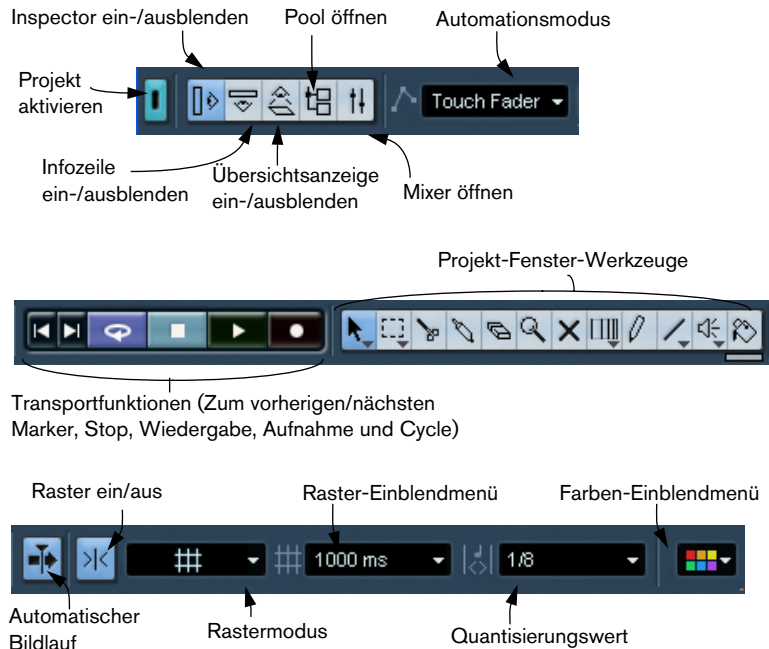 Inspector ein-/ausblenden
Pool öffnen
Automationsmodus
Projekt
aktivieren
Touch Fader
Infozeile
ein-/ausblenden
Übersichtsanzeige
ein-/ausblenden
Mixer öffnen
Projekt-Fenster-Werkzeuge
Transportfunktionen (Zum vorherigen/nächsten
Marker, Stop, Wiedergabe, Aufnahme und Cycle)
Raster ein/aus
Raster-Einblendmenü
Farben-Einblendmenü
1000 ms
1/8
Automatischer
Bildlauf
Rastermodus
Quantisierungswert